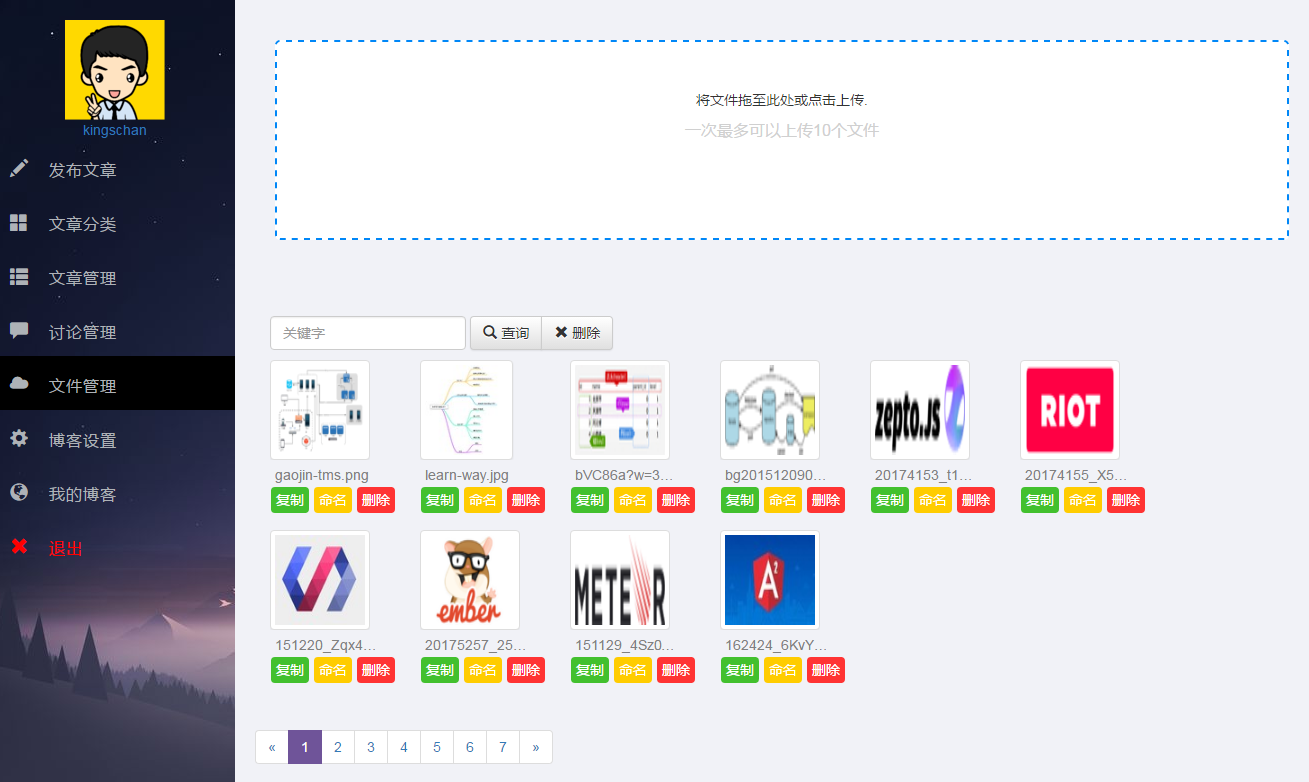 kingschan
发布文章
文章分类
文章管理
讨论管理
文件管理
博客设置
我的博客
退出
将文件拖至此处或点击上传.
一次最多可以上传10个文件
关键字 查询 删除
zepto.JS RIOT
gaojin-tms.png learn-way.jpg bVC86a?w=3... bg201512090... 20174153_t1... 20174155_X5...
复制 命名 删除 复制 命名 删除 复制 命名 删除 复制 命名 删除 复制 命名 删除 复制 命名 删除
ember METEOR A2
151220_Zqx4... 20175257_25... 151129_4Sz0... 162424_6KvY...
复制 命名 删除 复制 命名 删除 复制 命名 删除 复制 命名 删除
« 1 2 3 4 5 6 7 »